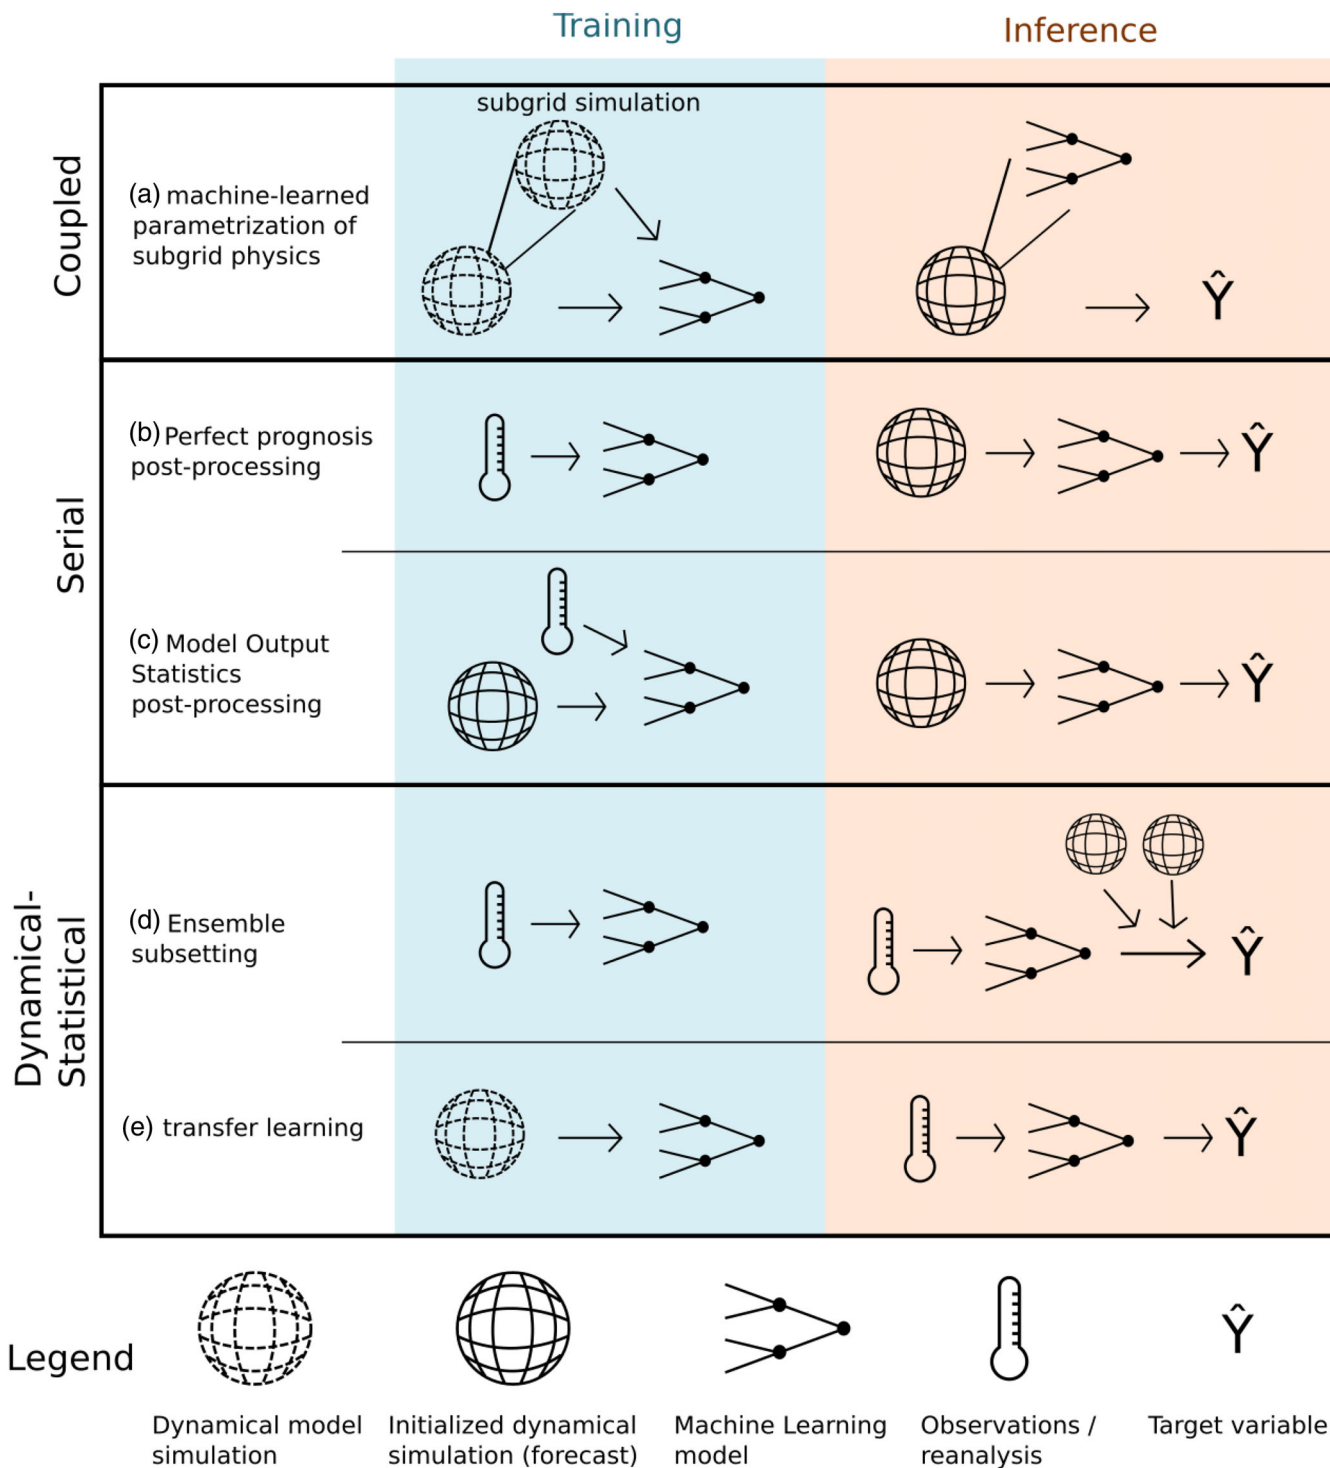 Training
Inference
Coupled
subgrid simulation
(a) machine-learned
parametrization of
subgrid physics
Ŷ
Serial
(b) Perfect prognosis
post-processing
Ŷ
(c) Model Output
Statistics
post-processing
Ŷ
Dynamical-
Statistical
(d) Ensemble
subsetting
Ŷ
(e) transfer learning
Ŷ
Legend
Ŷ
Dynamical model
simulation
Initialized dynamical
simulation (forecast)
Machine Learning
model
Observations /
reanalysis
Target variable